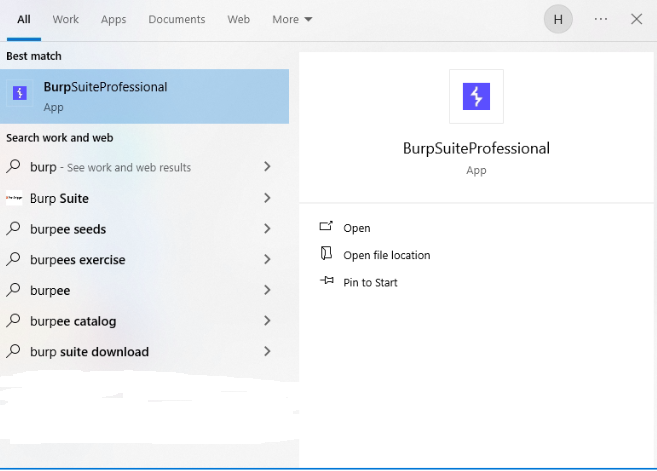 All Work Apps Documents Web More H ...
Best match
BurpSuiteProfessional
App
Search work and web
burp - See work and web results
Burp Suite
burpee seeds
burpees exercise
burpee
burpee catalog
burp suite download
BurpSuiteProfessional
App
Open
Open file location
Pin to Start